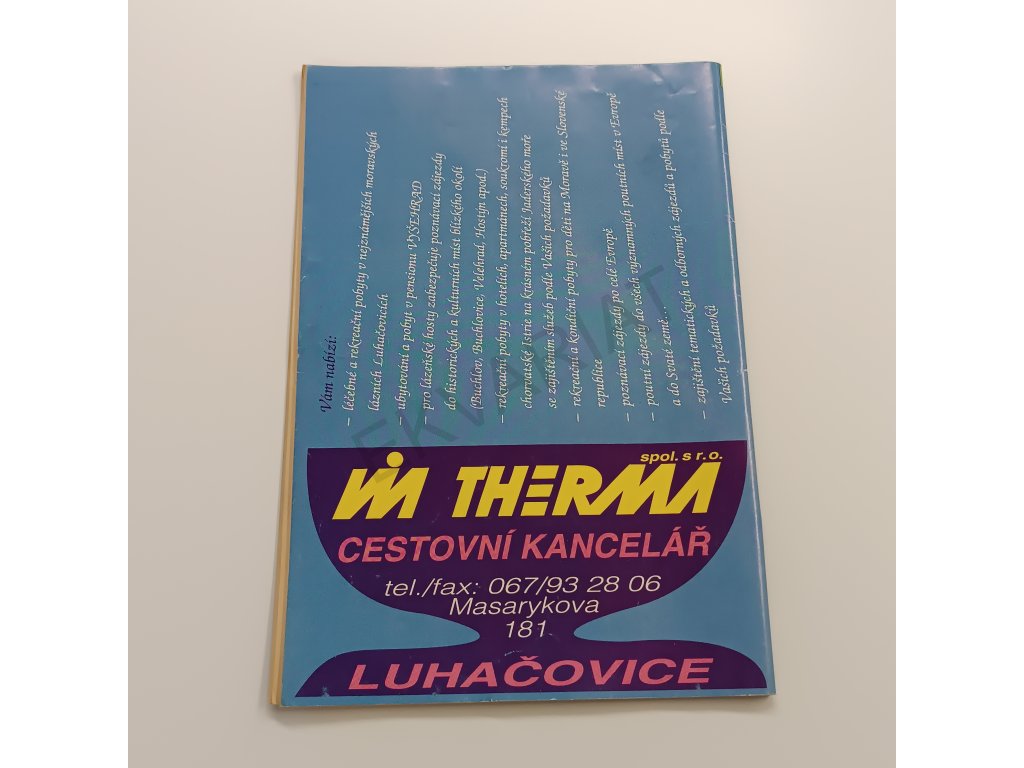 Vám nabízí:
– léčebné a rekreační pobyty v nejznámějších moravských
lázních Luhačovicích
– ubytování a pobyt v pensionu VYŠEHRAD
– pro lázeňské hosty zabezpečuje poznávací zájezdy
do historických a kulturních míst blízkého okolí
(Buchlov, Buchlovice, Velehrad, Hostýn apod.)
– rekreační pobyty v hotelích, apartmánech, soukromí i kempech
chorvatské Istrie na krásném pobřeží Jaderského moře
se zajištěním služeb podle Vašich požadavků
– rekreační a kondiční pobyty pro děti na Moravě i ve Slovenské
republice
– poznávací zájezdy po celé Evropě
– poutní zájezdy do všech významných poutních míst v Evropě
a do Svaté země....
– zajištění tematických a odborných zájezdů a pobytů podle
Vašich požadavků
spol. s r.o.
VIA THERMA
CESTOVNÍ KANCELÁŘ
tel./fax: 067/93 28 06
Masarykova
181
LUHAČOVICE
EKVARIAT